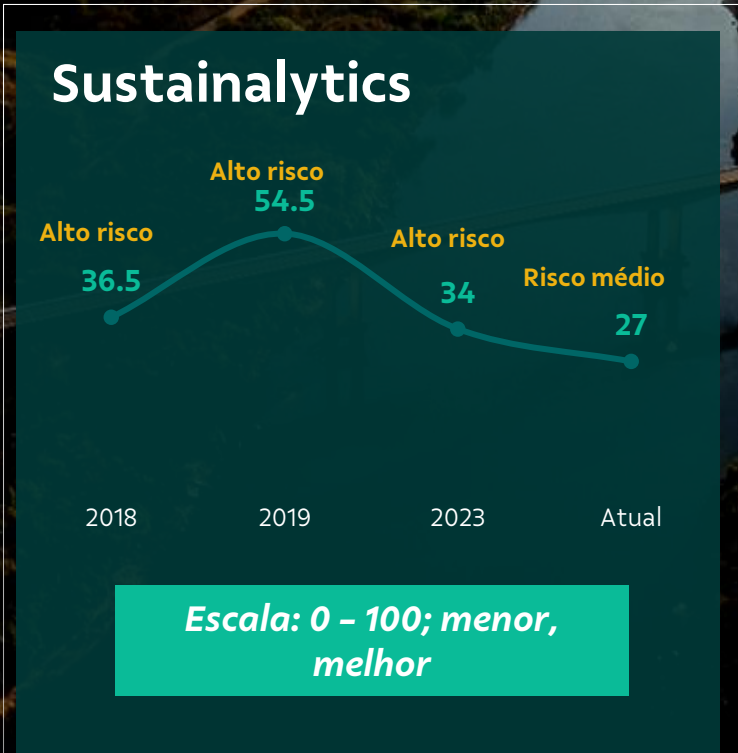 Sustainalytics
Alto risco
36.5
Alto risco
54.5
Alto risco
34
Risco médio
27
2018
2019
2023
Atual
Escala: 0 – 100; menor,
melhor